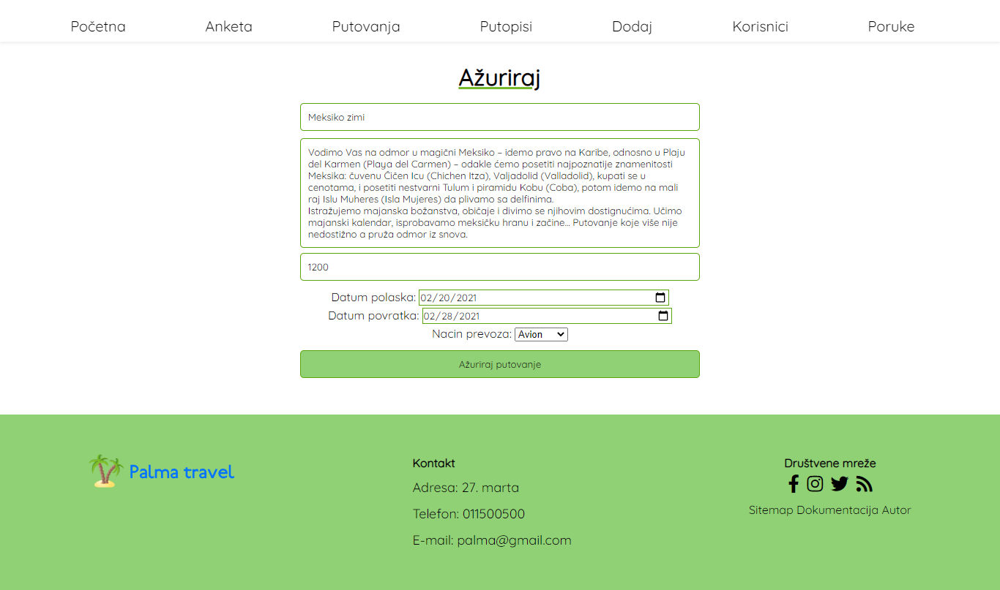 Početna Anketa Putovanja Putopisi Dodaj Korisnici Poruke
Ažuriraj
Meksiko zimi
Vodimo Vas na odmor u magični Meksiko – idemo pravo na Karibe, odnosno u Plaju
del Karmen (Playa del Carmen) – odakle ćemo posetiti najpoznatije znamenitosti
Meksika: čuvenu Čičen Icu (Chichen Itza), Valjadolid (Valladolid), kupati se u
cenotama, i posetiti nestvarni Tulum i piramidu Kobu (Coba), potom idemo na mali
raj Islu Muheres (Isla Mujeres) da plivamo sa delfinima.
Istražujemo majanska božanstva, običaje i divimo se njihovim dostignućima. Učimo
majanski kalendar, isprobavamo meksičku hranu i začine... Putovanje koje više nije
nedostižno a pruža odmor iz snova.
1200
Datum polaska: 02/20/2021
Datum povratka: 02/28/2021
Nacin prevoza: Avion
Ažuriraj putovanje
Palma travel
Kontakt
Adresa: 27. marta
Telefon: 011500500
E-mail: palma@gmail.com
Društvene mreže
Sitemap Dokumentacija Autor